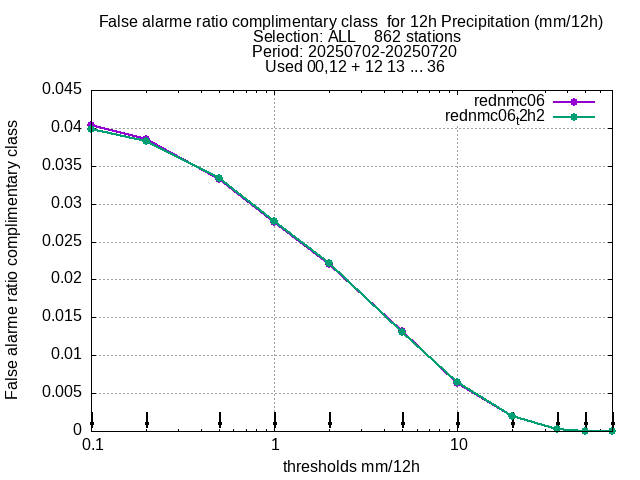 False alarme ratio complimentary class  for 12h Precipitation (mm/12h)
Selection: ALL    862 stations
Period: 20250702-20250720
Used 00,12 + 12 13 ... 36
rednmc06
rednmc06t2h2
False alarme ratio complimentary class
0.045
0.04
0.035
0.03
0.025
0.02
0.015
0.01
0.005
0
0.1
1
10
thresholds mm/12h